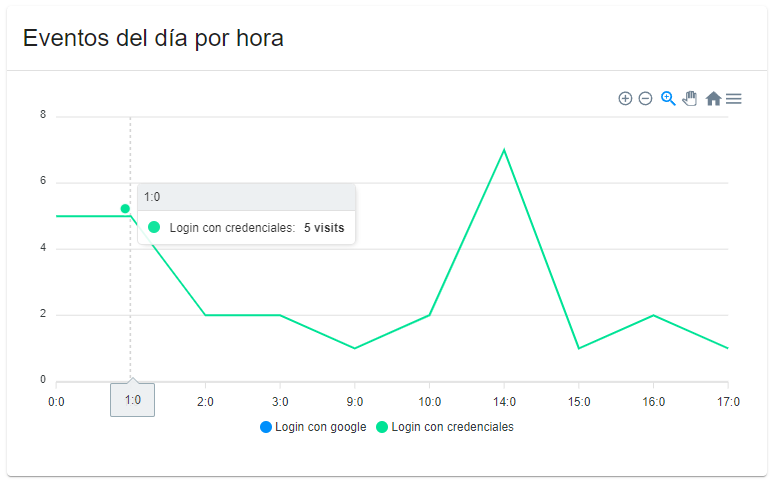 Eventos del día por hora
8
6
4
2
0
1:0
Login con credenciales: 5 visits
0:0 1:0 2:0 3:0 9:0 10:0 14:0 15:0 16:0 17:0
Login con google Login con credenciales